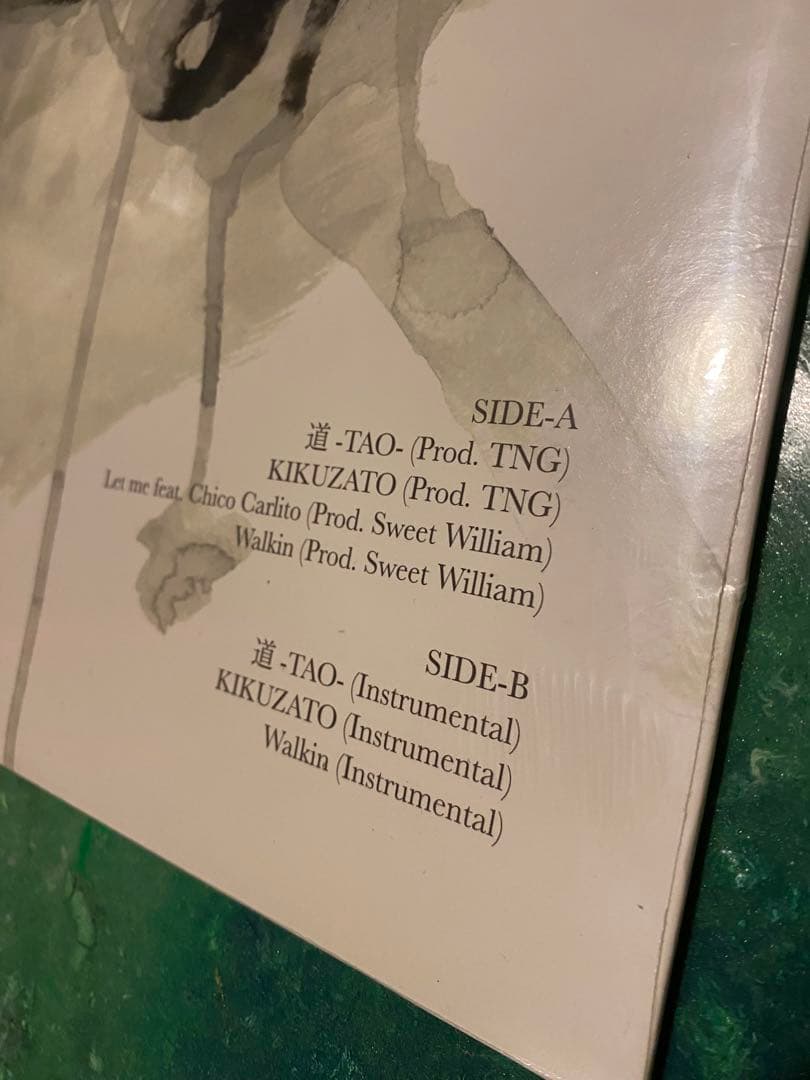 SIDE-A
道 -TAO- (Prod. TNG)
KIKUZATO (Prod. TNG)
Let me feat. Chico Carlito (Prod. Sweet William)
Walkin (Prod. Sweet William)
SIDE-B
道 -TAO- (Instrumental)
KIKUZATO (Instrumental)
Walkin (Instrumental)